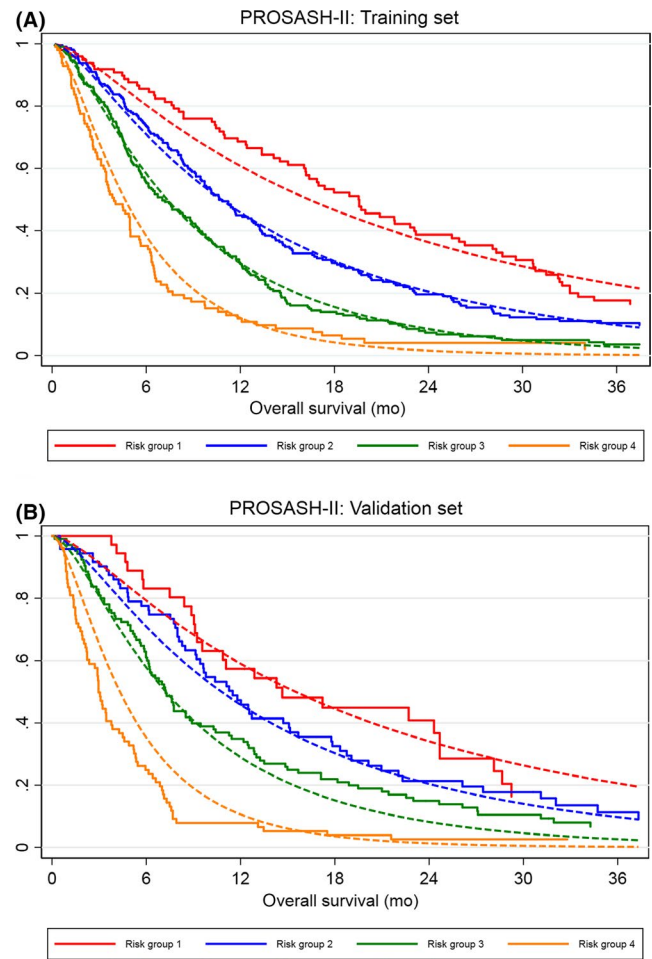 (A)
PROSASH-II: Training set
1
.8
.6
.4
.2
0
0 6 12 18 24 30 36
Overall survival (mo)
Risk group 1 Risk group 2 Risk group 3 Risk group 4
(B)
PROSASH-II: Validation set
1
.8
.6
.4
.2
0
0 6 12 18 24 30 36
Overall survival (mo)
Risk group 1 Risk group 2 Risk group 3 Risk group 4